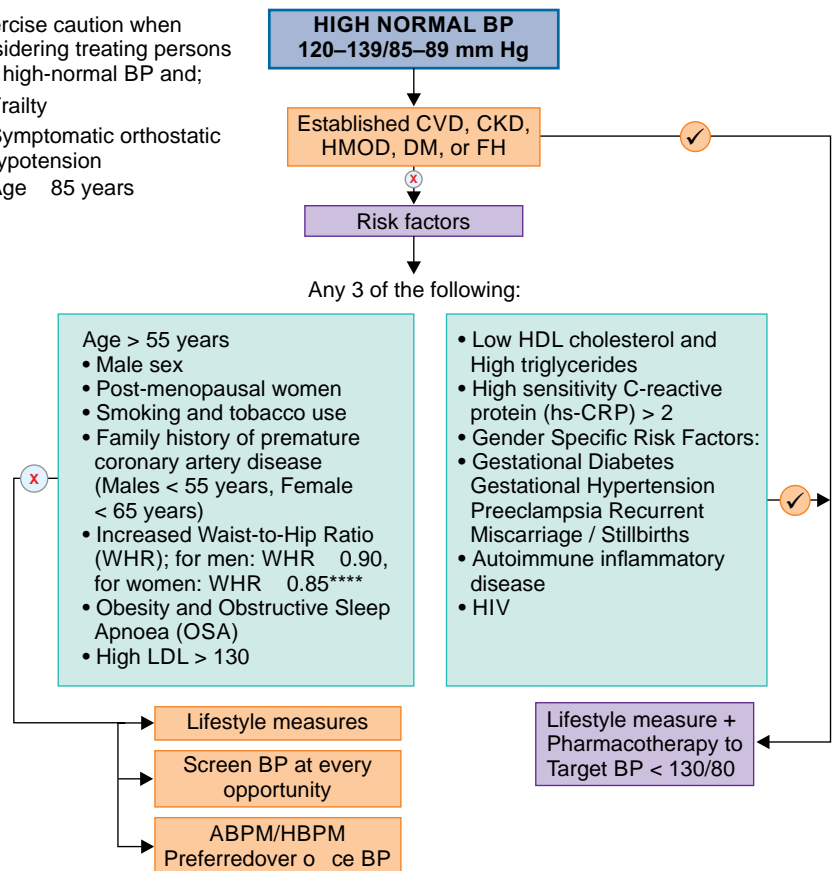 ercise caution when
sidering treating persons
high-normal BP and;
railty
Symptomatic orthostatic
ypotension
Age 85 years
HIGH NORMAL BP
120–139/85–89 mm Hg
Established CVD, CKD,
HMOD, DM, or FH
✓
x
Risk factors
Any 3 of the following:
Age > 55 years
• Male sex
• Post-menopausal women
• Smoking and tobacco use
• Family history of premature
coronary artery disease
(Males < 55 years, Female
< 65 years)
• Increased Waist-to-Hip Ratio
(WHR); for men: WHR 0.90,
for women: WHR 0.85****
• Obesity and Obstructive Sleep
Apnoea (OSA)
• High LDL > 130
x
• Low HDL cholesterol and
High triglycerides
• High sensitivity C-reactive
protein (hs-CRP) > 2
• Gender Specific Risk Factors:
• Gestational Diabetes
Gestational Hypertension
Preeclampsia Recurrent
Miscarriage / Stillbirths
• Autoimmune inflammatory
disease
• HIV
✓
Lifestyle measures
Screen BP at every
opportunity
ABPM/HBPM
Preferredover o ce BP
Lifestyle measure +
Pharmacotherapy to
Target BP < 130/80